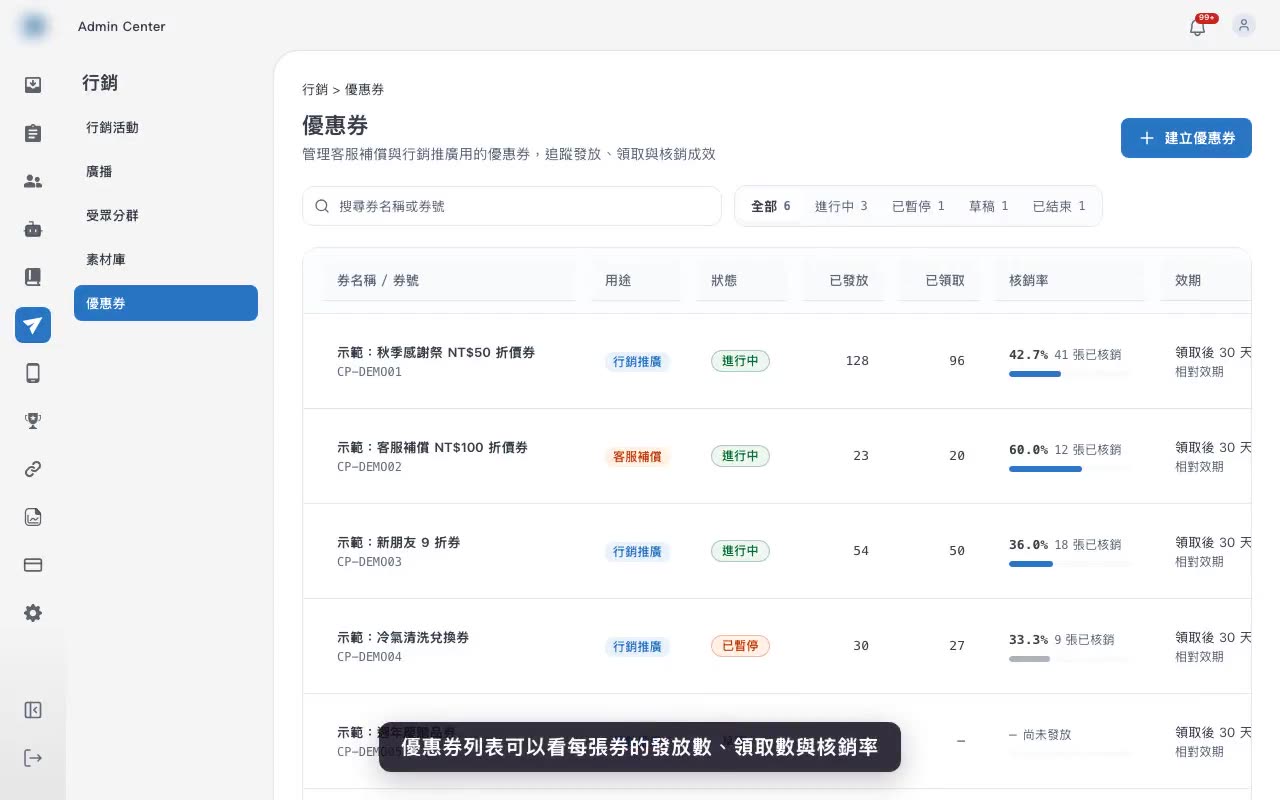 Admin Center
99+
行銷
行銷活動
廣播
受眾分群
素材庫
優惠券
行銷 > 優惠券
優惠券
管理客服補償與行銷推廣用的優惠券，追蹤發放、領取與核銷成效
建立優惠券
搜尋券名稱或券號
全部 6 進行中 3 已暫停 1 草稿 1 已結束 1
券名稱 / 券號 用途 狀態 已發放 已領取 核銷率 效期
示範：秋季感謝祭 NT$50 折價券
CP-DEMO01
行銷推廣 進行中 128 96
42.7% 41 張已核銷
領取後 30 天
相對效期
示範：客服補償 NT$100 折價券
CP-DEMO02
客服補償 進行中 23 20
60.0% 12 張已核銷
領取後 30 天
相對效期
示範：新朋友 9 折券
CP-DEMO03
行銷推廣 進行中 54 50
36.0% 18 張已核銷
領取後 30 天
相對效期
示範：冷氣清洗兌換券
CP-DEMO04
行銷推廣 已暫停 30 27
33.3% 9 張已核銷
領取後 30 天
相對效期
示範：
– – 尚未發放
領取後 30 天
相對效期
優惠券列表可以看每張券的發放數、領取數與核銷率